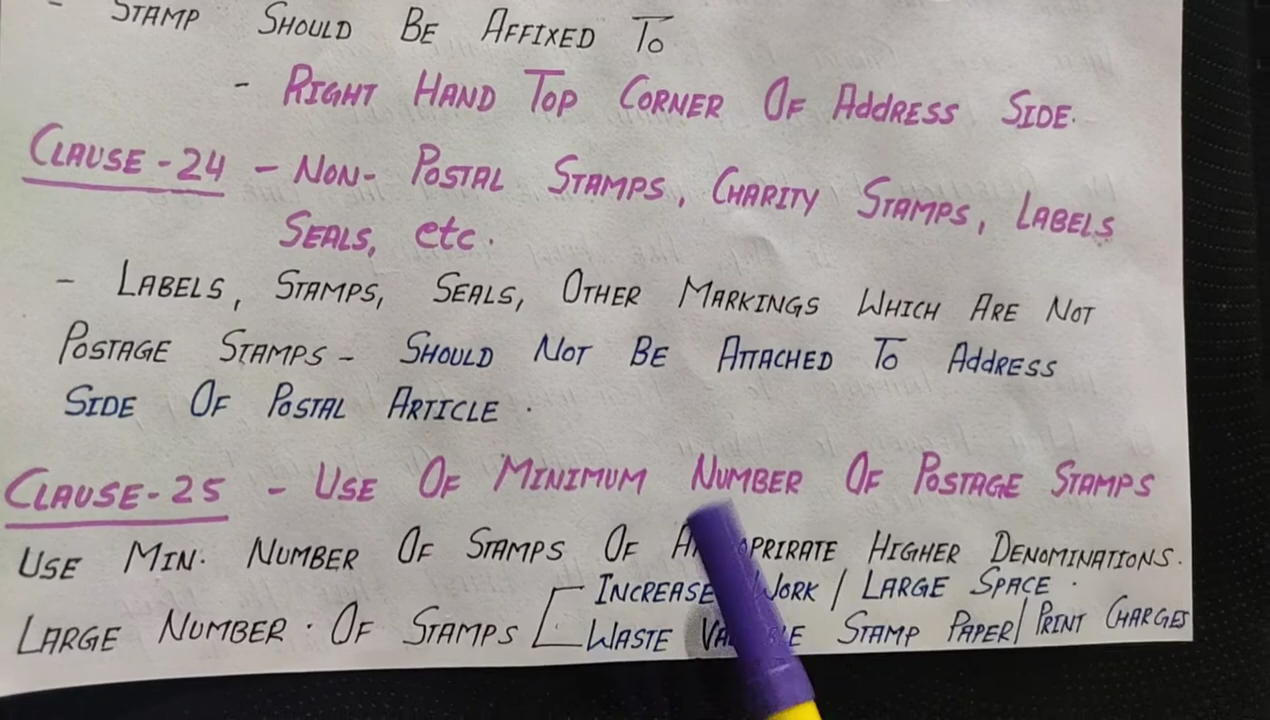 - STAMP SHOULD BE AFFIXED TO
- RIGHT HAND TOP CORNER OF ADDRESS SIDE.
CLAUSE - 24 - NON- POSTAL STAMPS, CHARITY STAMPS, LABELS
SEALS, etc.
- LABELS, STAMPS, SEALS, OTHER MARKINGS WHICH ARE NOT
POSTAGE STAMPS - SHOULD NOT BE ATTACHED TO ADDRESS
SIDE OF POSTAL ARTICLE .
CLAUSE - 25 - USE OF MINIMUM NUMBER OF POSTAGE STAMPS
USE MIN. NUMBER OF STAMPS OF HIGHER DENOMINATIONS.
INCREASE WORK / LARGE SPACE .
LARGE NUMBER . OF STAMPS WASTE STAMP PAPER/ PRINT CHARGES